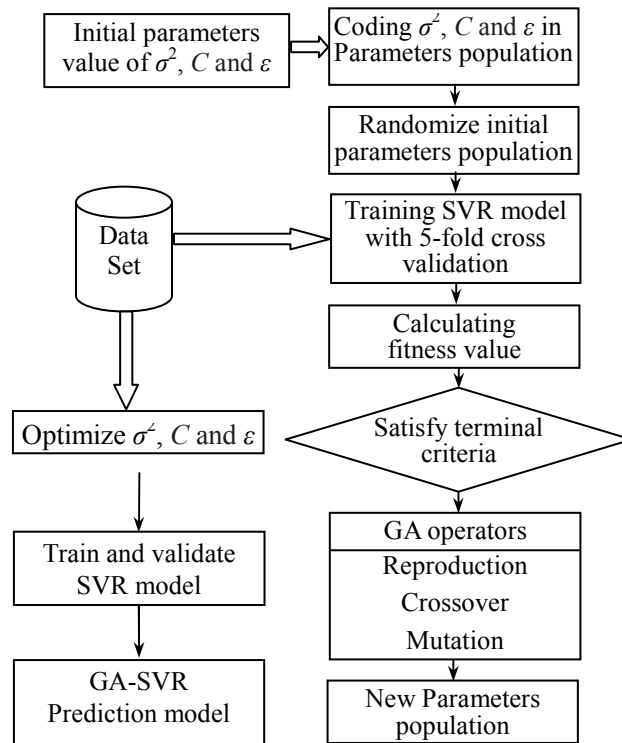 Initial parameters
value of σ², C and ε
Coding σ², C and ε in
Parameters population
Randomize initial
parameters population
Data
Set
Training SVR model
with 5-fold cross
validation
Calculating
fitness value
Optimize σ², C and ε
Satisfy terminal
criteria
Train and validate
SVR model
GA operators
Reproduction
Crossover
Mutation
GA-SVR
Prediction model
New Parameters
population